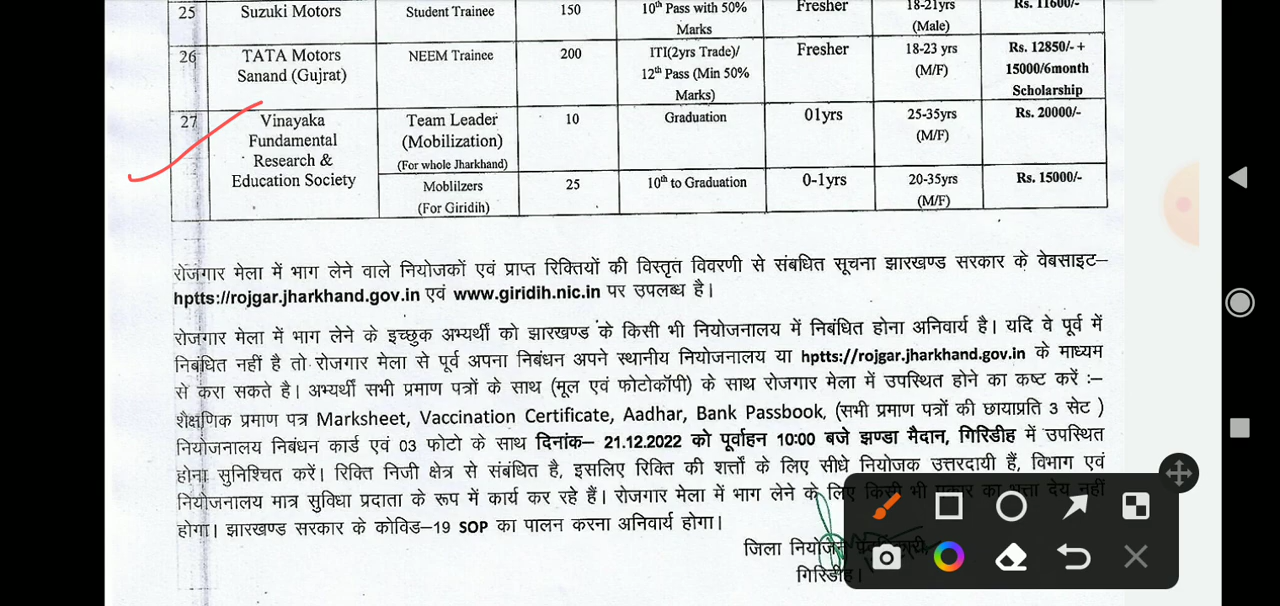 25 Suzuki Motors Student Trainee 150 10th Pass with 50% Marks Fresher 18-21yrs (Male) Rs. 11600/-
26 TATA Motors Sanand (Gujrat) NEEM Trainee 200 ITI(2yrs Trade)/ 12th Pass (Min 50% Marks) Fresher 18-23 yrs (M/F) Rs. 12850/- + 15000/6month Scholarship
27 Vinayaka Fundamental Research & Education Society Team Leader (Mobilization) (For whole Jharkhand) 10 Graduation 01yrs 25-35yrs (M/F) Rs. 20000/-
Moblilzers (For Giridih) 25 10th to Graduation 0-1yrs 20-35yrs (M/F) Rs. 15000/-
रोजगार मेला में भाग लेने वाले नियोजकों एवं प्राप्त रिक्तियों की विस्तृत विवरणी से संबधित सूचना झारखण्ड सरकार के वेबसाइट–
hptts://rojgar.jharkhand.gov.in एवं www.giridih.nic.in पर उपलब्ध है।
रोजगार मेला में भाग लेने के इच्छुक अभ्यर्थी को झारखण्ड के किसी भी नियोजनालय में निबंधित होना अनिवार्य है। यदि वे पूर्व में
निबंधित नहीं है तो रोजगार मेला से पूर्व अपना निबंधन अपने स्थानीय नियोजनालय या hptts://rojgar.jharkhand.gov.in के माध्यम
से करा सकते है। अभ्यर्थी सभी प्रमाण पत्रों के साथ (मूल एवं फोटोकॉपी) के साथ रोजगार मेला में उपस्थित होने का कष्ट करें :–
शैक्षणिक प्रमाण पत्र Marksheet, Vaccination Certificate, Aadhar, Bank Passbook, (सभी प्रमाण पत्रों की छायाप्रति 3 सेट )
नियोजनालय निबंधन कार्ड एवं 03 फोटो के साथ दिनांक– 21.12.2022 को पूर्वाहन 10:00 बजे झण्डा मैदान, गिरिडीह में उपस्थित
होना सुनिश्चित करें। रिक्ति निजी क्षेत्र से संबंधित है, इसलिए रिक्ति की शर्त्तों के लिए सीधे नियोजक उत्तरदायी हैं, विभाग एवं
नियोजनालय मात्र सुविधा प्रदाता के रूप में कार्य कर रहे हैं। रोजगार मेला में भाग लेने के लिए किसी भी प्रकार का भत्ता देय नहीं
होगा। झारखण्ड सरकार के कोविड–19 SOP का पालन करना अनिवार्य होगा।
जिला नियोजन पदाधिकारी,
गिरिडीह।